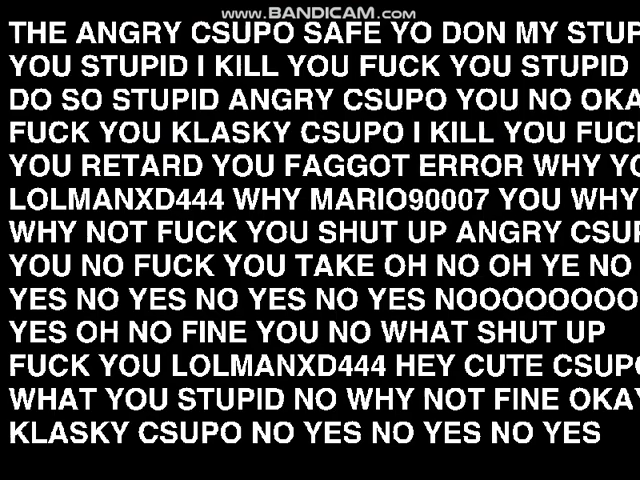 www.BANDICAM.com
THE ANGRY CSUPO SAFE YO DON MY
YOU STUPID I KILL YOU FUCK YOU STUPID
DO SO STUPID ANGRY CSUPO YOU NO
FUCK YOU KLASKY CSUPO I KILL YOU
YOU RETARD YOU FAGGOT ERROR WHY
LOLMANXD444 WHY MARIO90007 YOU WHY
WHY NOT FUCK YOU SHUT UP ANGRY
YOU NO FUCK YOU TAKE OH NO OH YE NO
YES NO YES NO YES NO YES NOOOOOOOO
YES OH NO FINE YOU NO WHAT SHUT UP
FUCK YOU LOLMANXD444 HEY CUTE
WHAT YOU STUPID NO WHY NOT FINE
KLASKY CSUPO NO YES NO YES NO YES